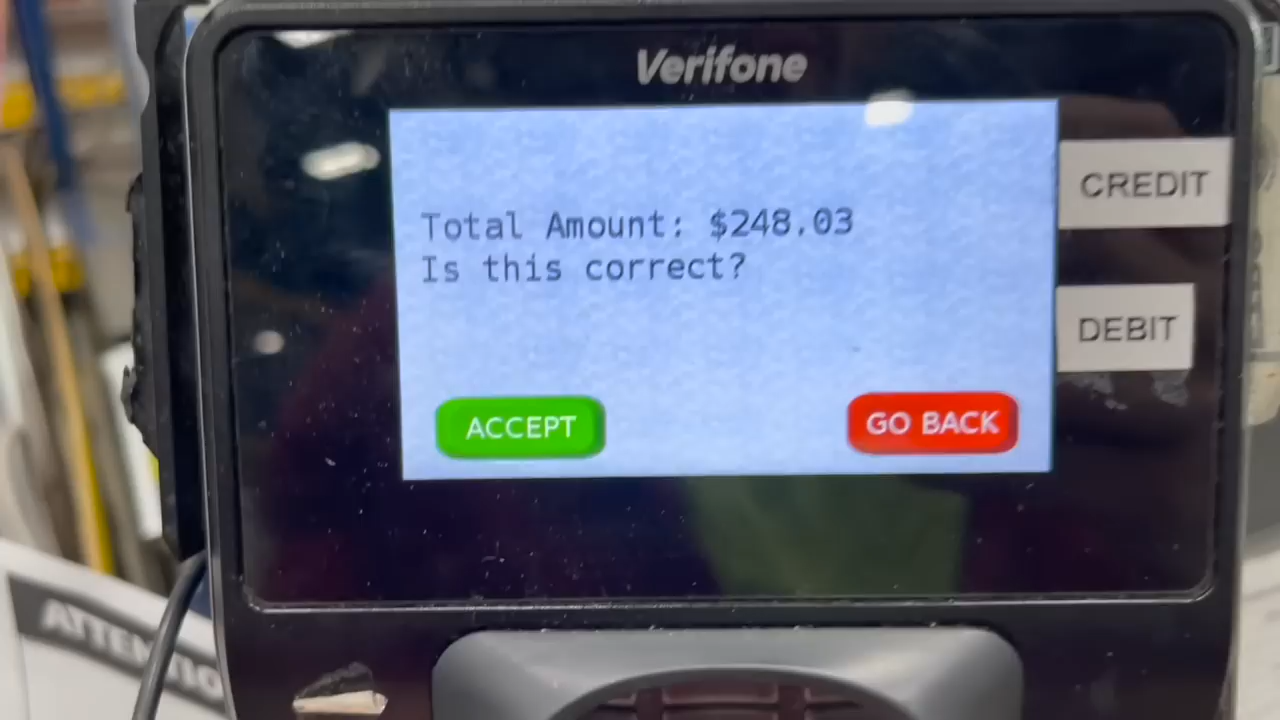 Verifone
CREDIT
Total Amount: $248.03
Is this correct?
DEBIT
ACCEPT
GO BACK